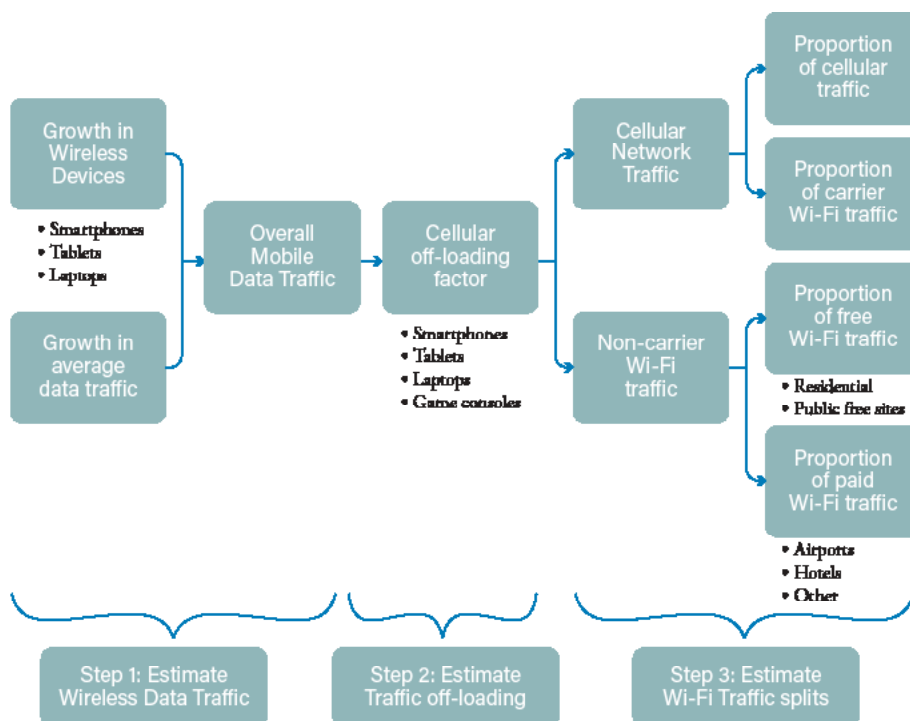 Growth in
Wireless
Devices
• Smartphones
• Tablets
• Laptops
Growth in
average
data traffic
Overall
Mobile
Data Traffic
Cellular
off-loading
factor
• Smartphones
• Tablets
• Laptops
• Game consoles
Cellular
Network
Traffic
Non-carrier
Wi-Fi
traffic
Proportion
of cellular
traffic
Proportion
of carrier
Wi-Fi traffic
Proportion
of free
Wi-Fi traffic
• Residential
• Public free sites
Proportion
of paid
Wi-Fi traffic
• Airports
• Hotels
• Other
Step 1: Estimate
Wireless Data Traffic
Step 2: Estimate
Traffic off-loading
Step 3: Estimate
Wi-Fi Traffic splits